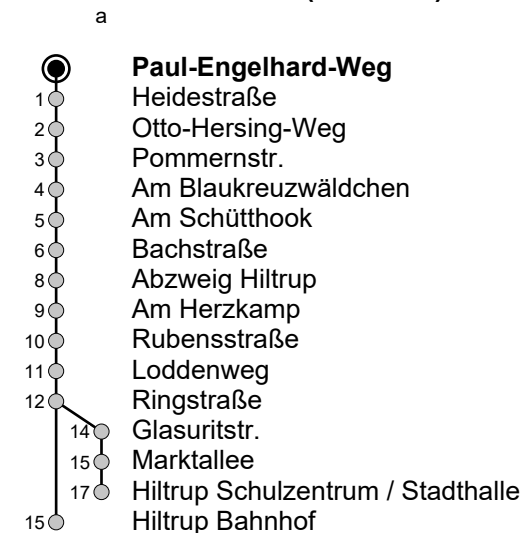 a
Paul-Engelhard-Weg
1 Heidestraße
2 Otto-Hersing-Weg
3 Pommernstr.
4 Am Blaukreuzwäldchen
5 Am Schütthook
6 Bachstraße
8 Abzweig Hiltrup
9 Am Herzkamp
10 Rubensstraße
11 Loddenweg
12 Ringstraße
14 Glasuritstr.
15 Marktallee
17 Hiltrup Schulzentrum / Stadthalle
15 Hiltrup Bahnhof